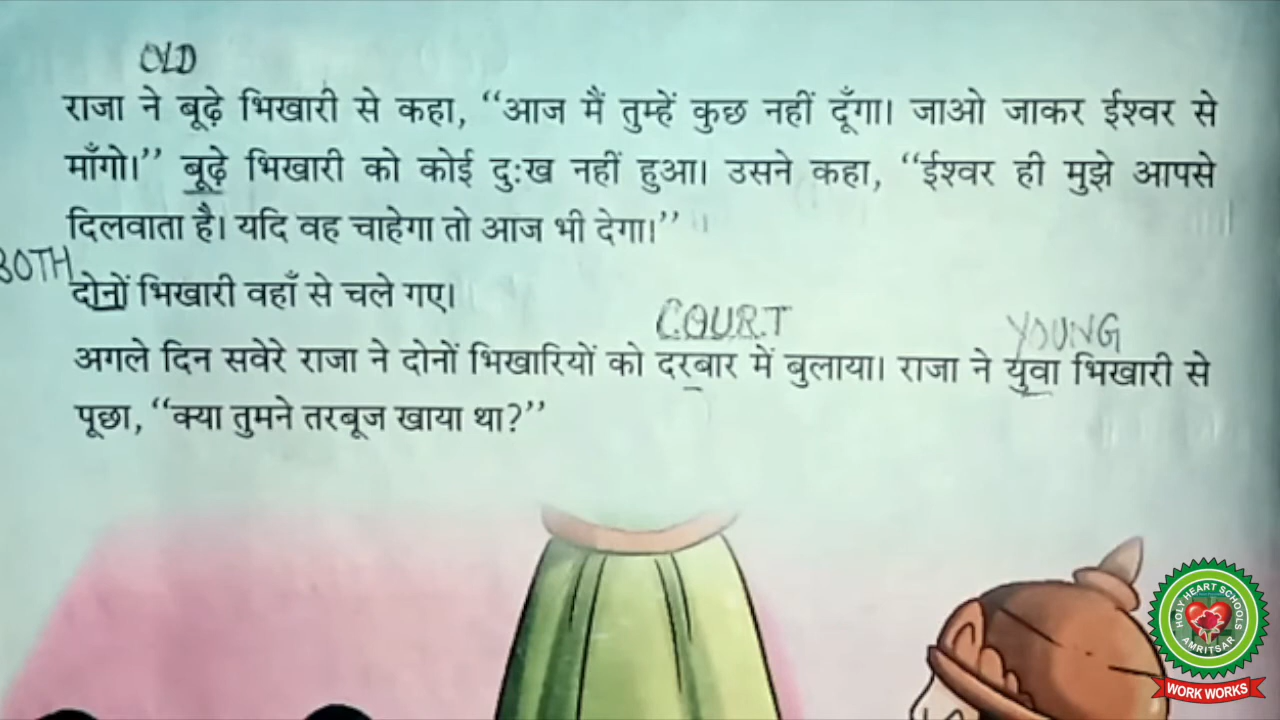 OLD
राजा ने बूढ़े भिखारी से कहा, “आज मैं तुम्हें कुछ नहीं दूँगा। जाओ जाकर ईश्वर से
माँगो।” बूढ़े भिखारी को कोई दुःख नहीं हुआ। उसने कहा, “ईश्वर ही मुझे आपसे
दिलवाता है। यदि वह चाहेगा तो आज भी देगा।”
BOTH
दोनों भिखारी वहाँ से चले गए।
COURT YOUNG
अगले दिन सवेरे राजा ने दोनों भिखारियों को दरबार में बुलाया। राजा ने युवा भिखारी से
पूछा, “क्या तुमने तरबूज खाया था?”
HOLY HEART SCHOOLS
AMRITSAR
WORK WORKS